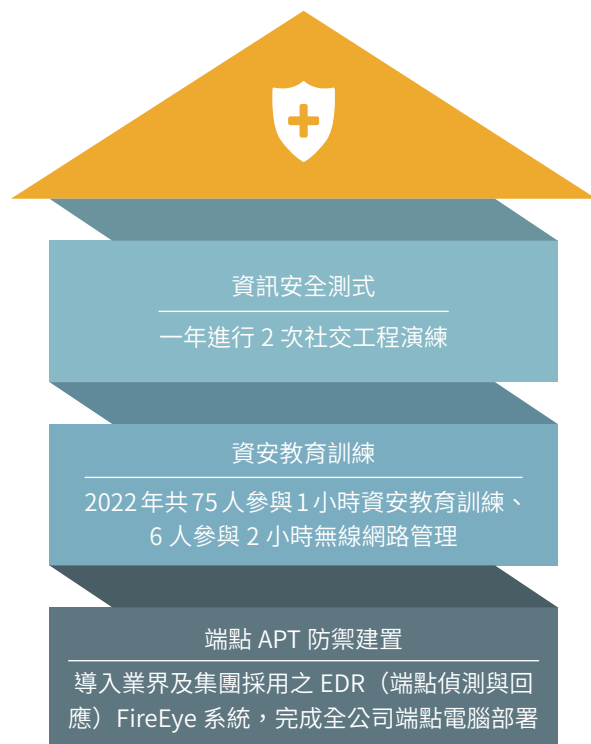 資訊安全測式
一年進行 2 次社交工程演練
資安教育訓練
2022 年共 75 人參與 1 小時資安教育訓練、
6 人參與 2 小時無線網路管理
端點 APT 防禦建置
導入業界及集團採用之 EDR（端點偵測與回
應）FireEye 系統，完成全公司端點電腦部署